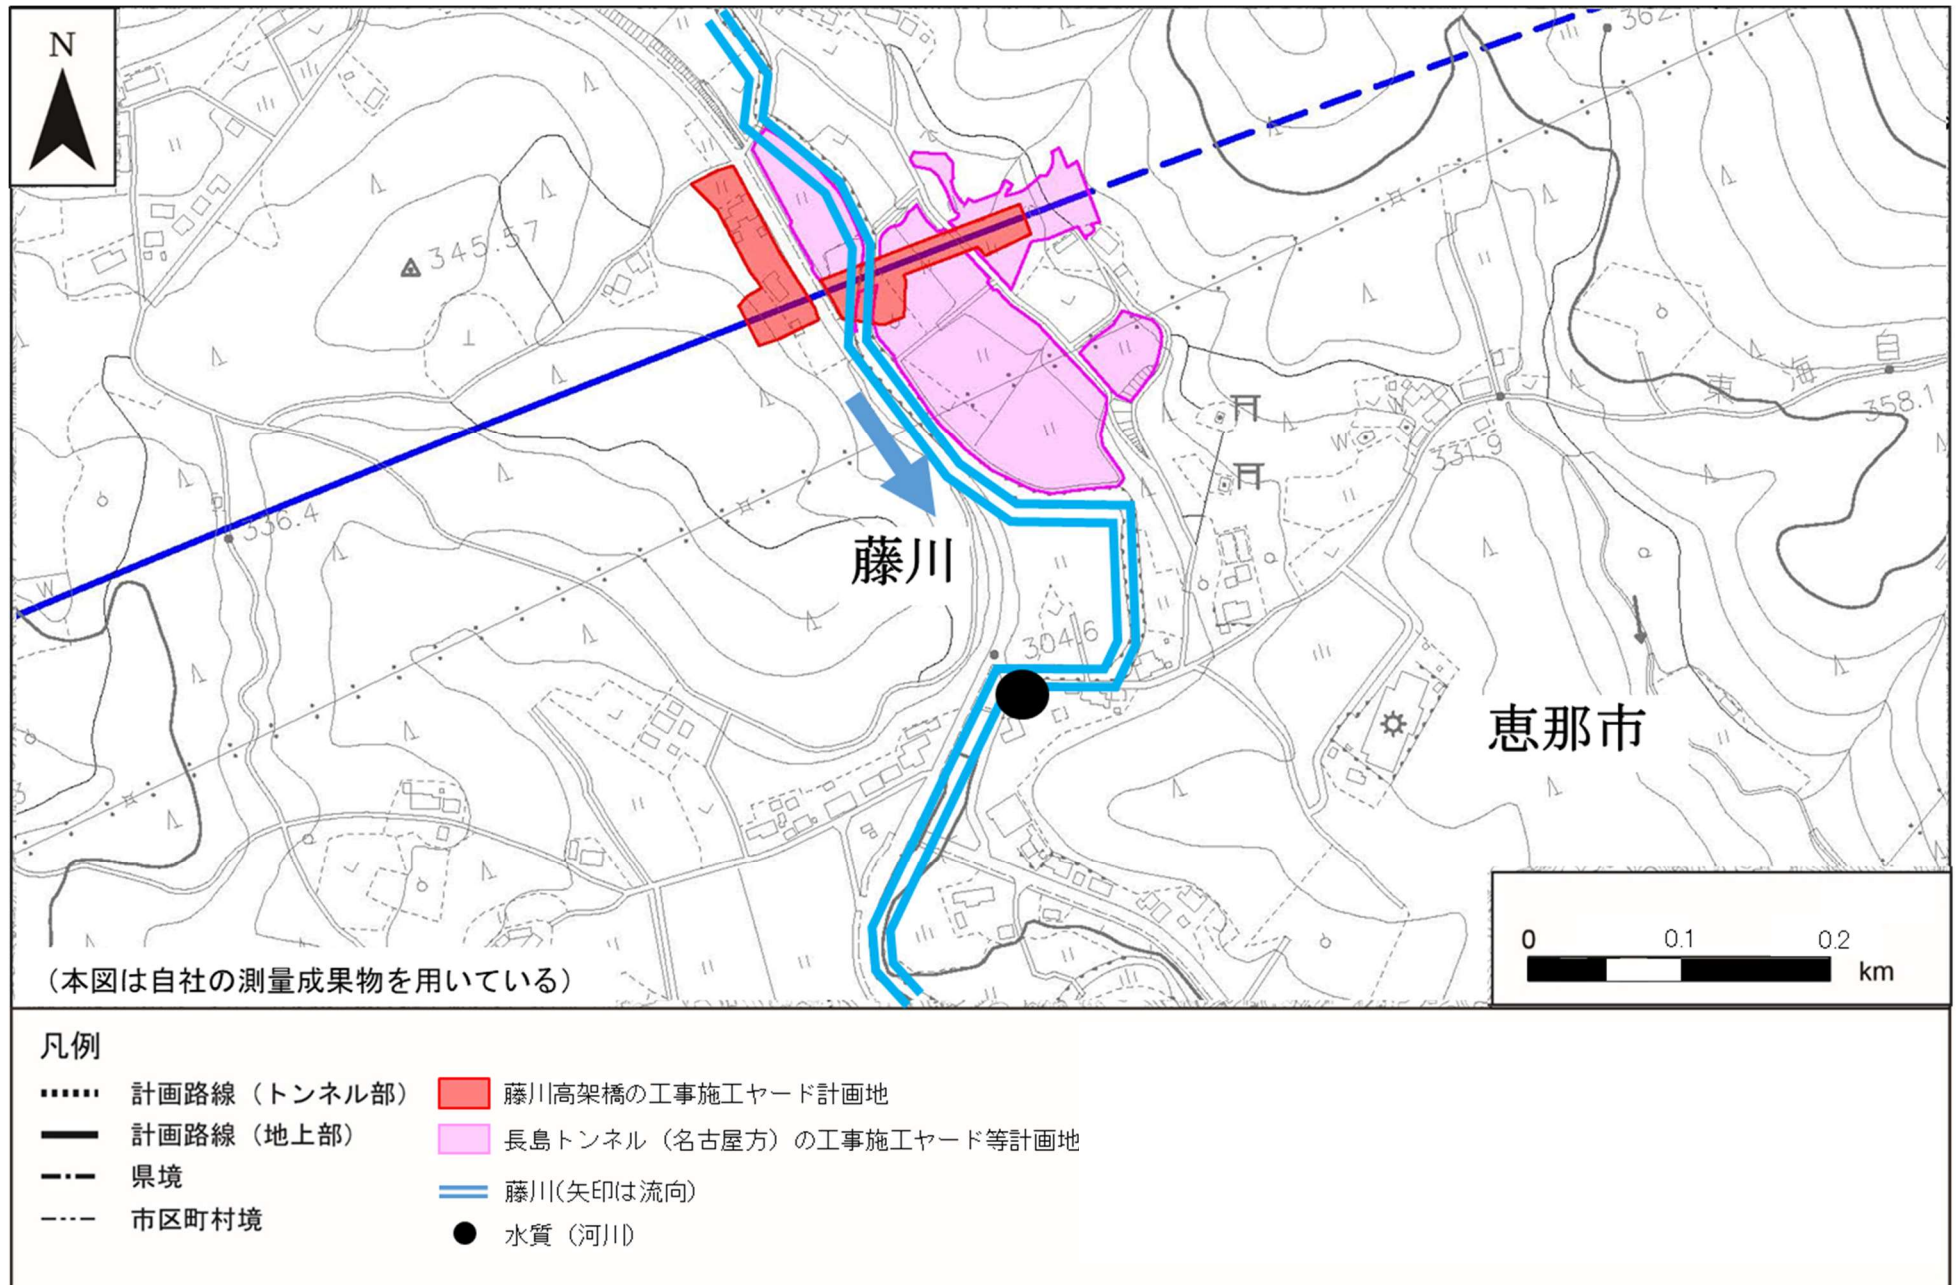 N
362.
345.57
336.4
358.1
331.9
東
海
自
W
W
W
藤川
304.6
恵那市
(本図は自社の測量成果物を用いている)
0 0.1 0.2
km
凡例
計画路線(トンネル部)
計画路線(地上部)
県境
市区町村境
藤川高架橋の工事施工ヤード計画地
長島トンネル(名古屋方)の工事施工ヤード等計画地
藤川(矢印は流向)
水質(河川)